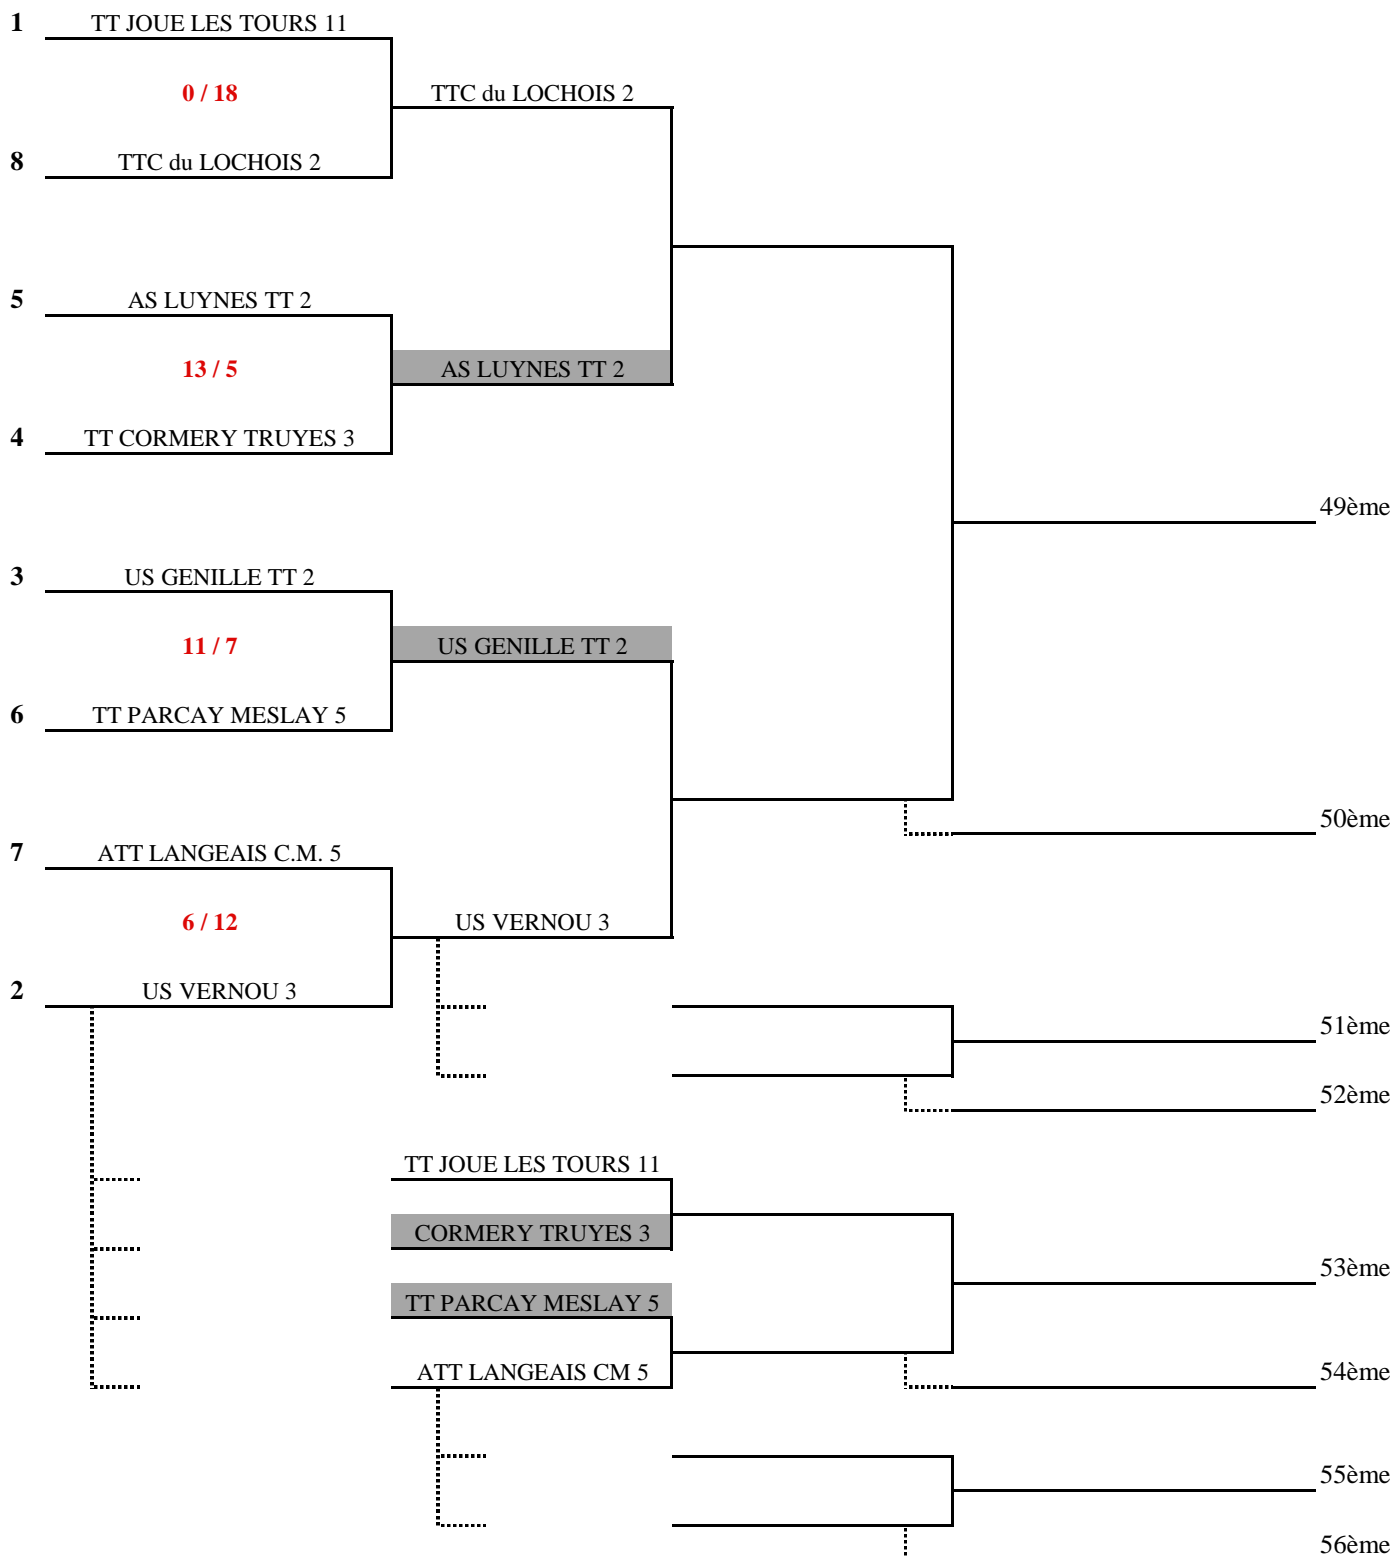 1 TT JOUE LES TOURS 11
0 / 18 TTC du LOCHOIS 2
8 TTC du LOCHOIS 2
5 AS LUYNES TT 2
13 / 5 AS LUYNES TT 2
4 TT CORMERY TRUYES 3
49ème
3 US GENILLE TT 2
11 / 7 US GENILLE TT 2
6 TT PARCAY MESLAY 5
50ème
7 ATT LANGEAIS C.M. 5
6 / 12 US VERNOU 3
2 US VERNOU 3
51ème
52ème
TT JOUE LES TOURS 11
CORMERY TRUYES 3
53ème
TT PARCAY MESLAY 5
ATT LANGEAIS CM 5 54ème
55ème
56ème